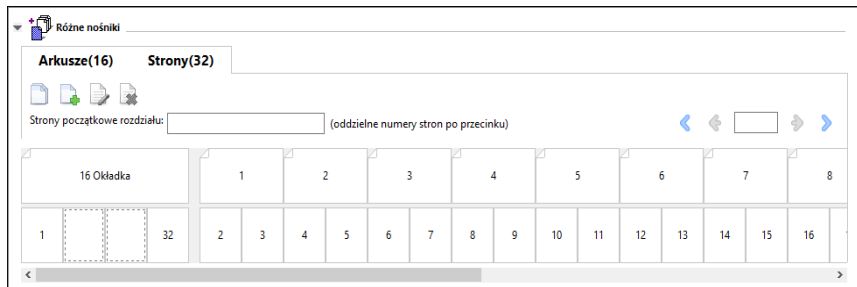 Różne nośniki
Arkusze(16) Strony(32)
Strony początkowe rozdziału: (oddzielne numery stron po przecinku)
16 Okładka 1 2 3 4 5 6 7 8
1 32 2 3 4 5 6 7 8 9 10 11 12 13 14 15 16